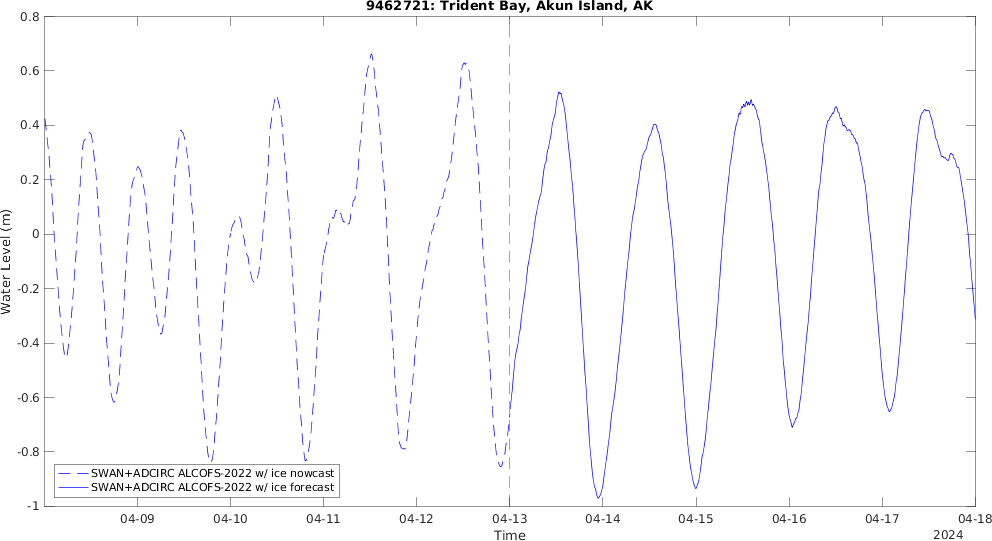 9462721: Trident Bay, Akun Island, AK
Water Level (m)
0.8
0.6
0.4
0.2
0
-0.2
-0.4
-0.6
-0.8
-1
SWAN+ADCIRC ALCOFS-2022 w/ ice nowcast
SWAN+ADCIRC ALCOFS-2022 w/ ice forecast
04-09 04-10 04-11 04-12 04-13 04-14 04-15 04-16 04-17 04-18
Time
2024